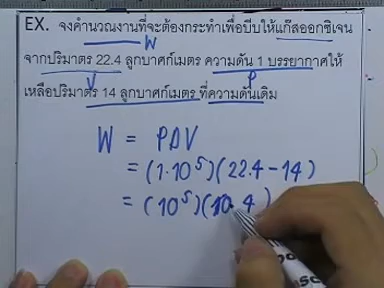 EX. จงคำนวณงานที่จะต้องกระทำเพื่อบีบให้แก๊สออกซิเจน
W
จากปริมาตร 22.4 ลูกบาศก์เมตร ความดัน 1 บรรยากาศให้
V P
เหลือปริมาตร 14 ลูกบาศก์เมตร ที่ความดันเดิม
W = PΔV
= (1·10⁵)(22.4-14)
= (10⁵)(10.4)